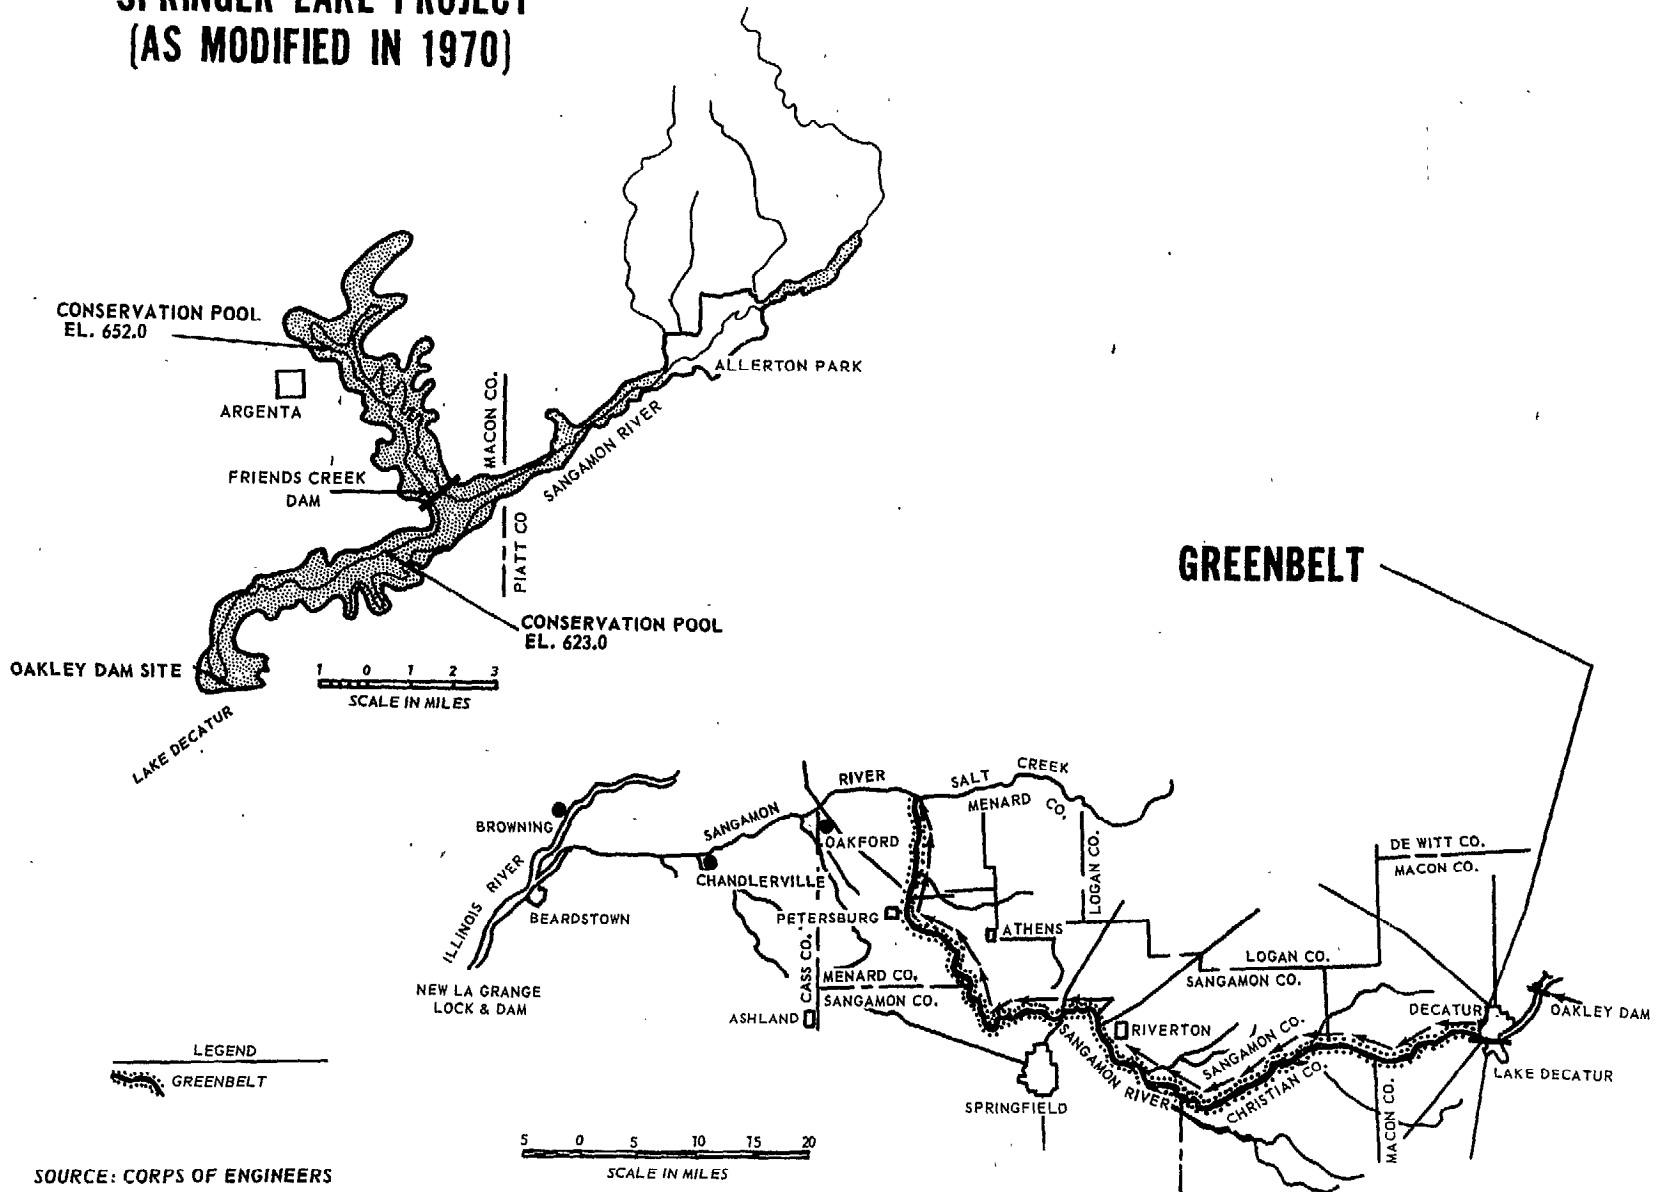 SPRINGER LAKE PROJECT
(AS MODIFIED IN 1970)
CONSERVATION POOL
EL. 652.0
ARGENTA
FRIENDS CREEK
DAM
MACON CO.
PIATT CO
SANGAMON RIVER
ALLERTON PARK
CONSERVATION POOL
EL. 623.0
OAKLEY DAM SITE
LAKE DECATUR
1 0 1 2 3
SCALE IN MILES
GREENBELT
BROWNING
ILLINOIS RIVER
BEARDSTOWN
NEW LA GRANGE
LOCK & DAM
SANGAMON RIVER
CHANDLERVILLE
OAKFORD
SALT CREEK
MENARD CO.
LOGAN CO.
PETERSBURG
ATHENS
CASS CO.
MENARD CO.
SANGAMON CO.
ASHLAND
DE WITT CO.
MACON CO.
LOGAN CO.
SANGAMON CO.
RIVERTON
SANGAMON RIVER
SPRINGFIELD
SANGAMON CO.
CHRISTIAN CO.
MACON CO.
DECATUR
OAKLEY DAM
LAKE DECATUR
LEGEND
GREENBELT
5 0 5 10 15 20
SCALE IN MILES
SOURCE: CORPS OF ENGINEERS